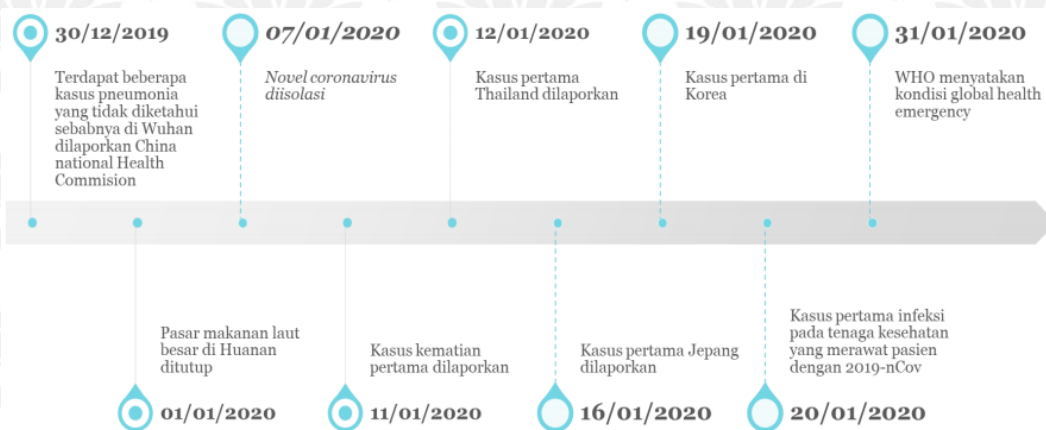 30/12/2019
Terdapat beberapa
kasus pneumonia
yang tidak diketahui
sebabnya di Wuhan
dilaporkan China
national Health
Commision
07/01/2020
Novel coronavirus
diisolasi
12/01/2020
Kasus pertama
Thailand dilaporkan
19/01/2020
Kasus pertama di
Korea
31/01/2020
WHO menyatakan
kondisi global health
emergency
Pasar makanan laut
besar di Huanan
ditutup
01/01/2020
Kasus kematian
pertama dilaporkan
11/01/2020
Kasus pertama Jepang
dilaporkan
16/01/2020
Kasus pertama infeksi
pada tenaga kesehatan
yang merawat pasien
dengan 2019-nCov
20/01/2020